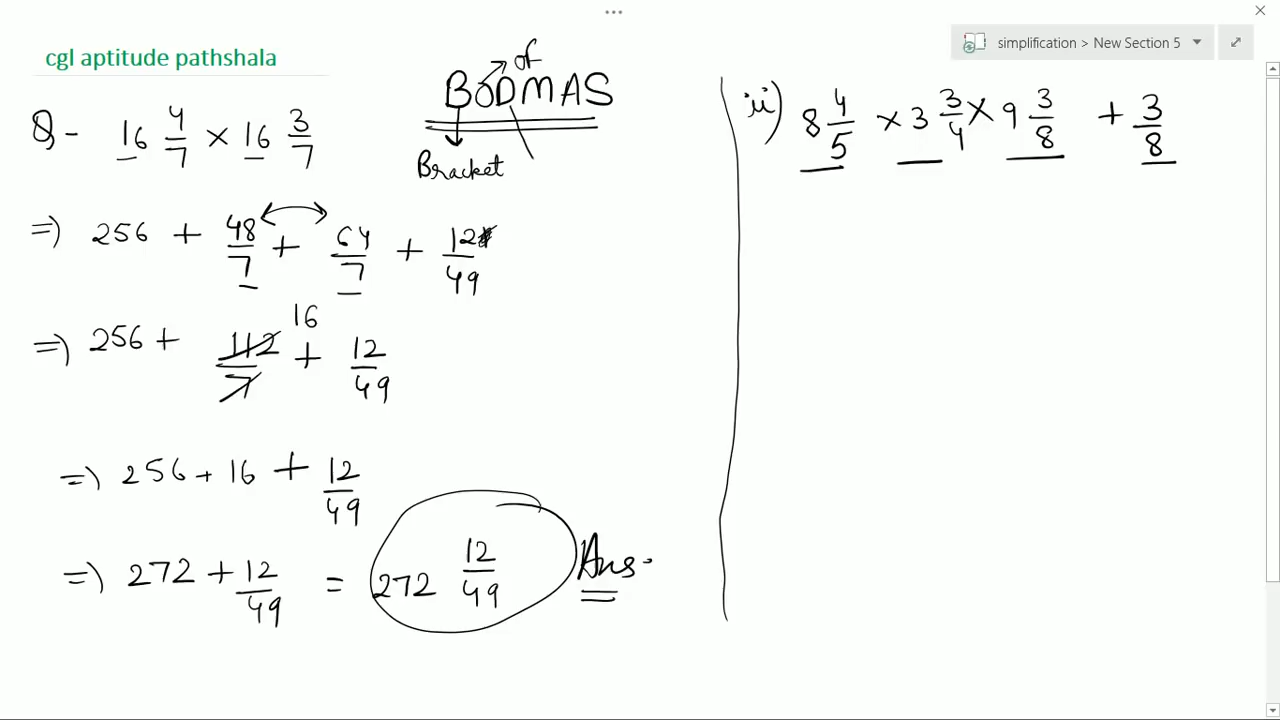 simplification > New Section 5
cgl aptitude pathshala
of
BODMAS
Bracket
Q- 16 4/7 × 16 3/7
=) 256 + 48/7 + 64/7 + 12/49
16
=) 256 + 112/7 + 12/49
=) 256 + 16 + 12/49
=) 272 + 12/49 = 272 12/49 Ans.
ii) 8 4/5 × 3 3/4 × 9 3/8 + 3/8